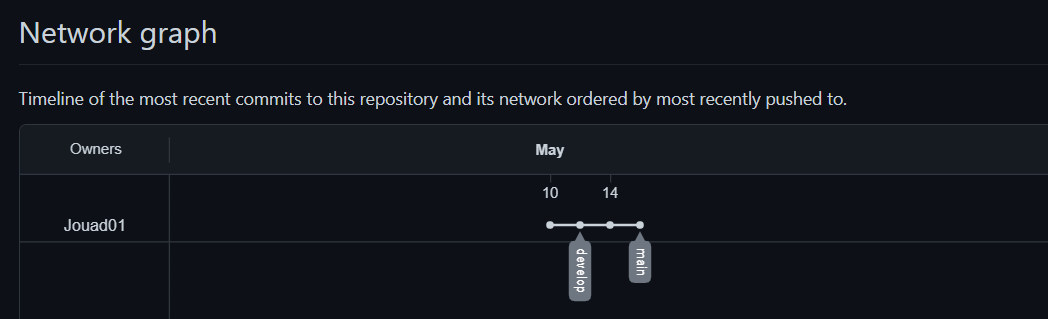 Network graph
Timeline of the most recent commits to this repository and its network ordered by most recently pushed to.
Owners
May
10
14
Jouad01
develop
main